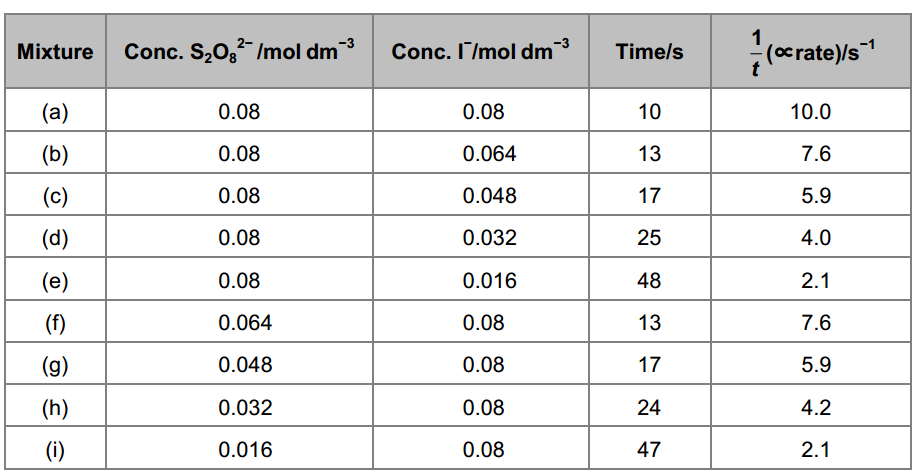 Mixture Conc. S₂O₈²⁻ /mol dm⁻³ Conc. I⁻/mol dm⁻³ Time/s 1/t (∝rate)/s⁻¹
(a) 0.08 0.08 10 10.0
(b) 0.08 0.064 13 7.6
(c) 0.08 0.048 17 5.9
(d) 0.08 0.032 25 4.0
(e) 0.08 0.016 48 2.1
(f) 0.064 0.08 13 7.6
(g) 0.048 0.08 17 5.9
(h) 0.032 0.08 24 4.2
(i) 0.016 0.08 47 2.1